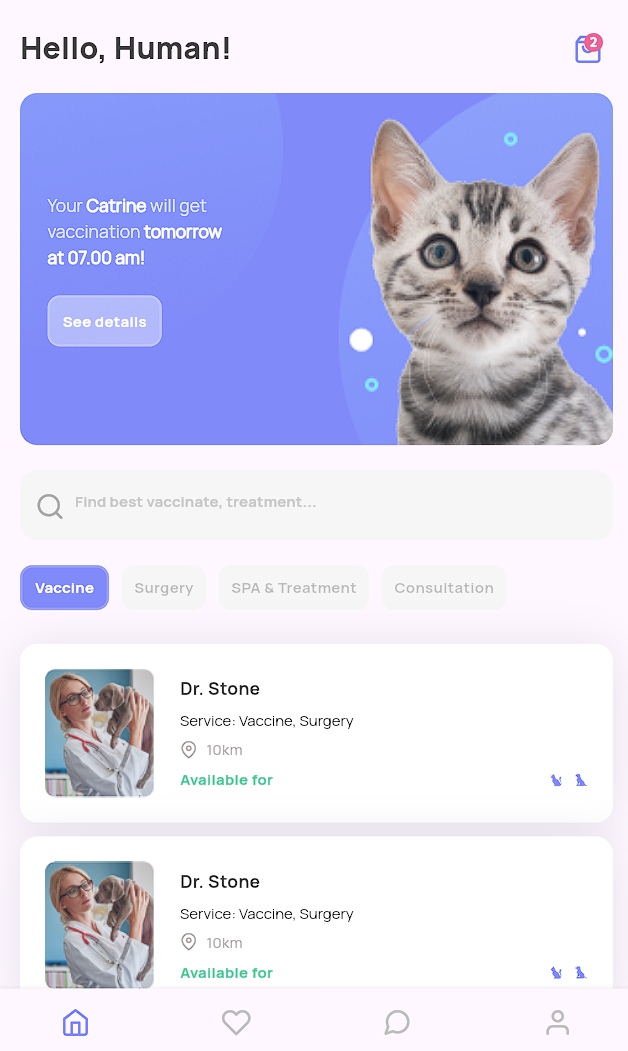 Hello, Human!
2
Your Catrine will get
vaccination tomorrow
at 07.00 am!
See details
Find best vaccinate, treatment...
Vaccine
Surgery
SPA & Treatment
Consultation
Dr. Stone
Service: Vaccine, Surgery
10km
Available for
Dr. Stone
Service: Vaccine, Surgery
10km
Available for